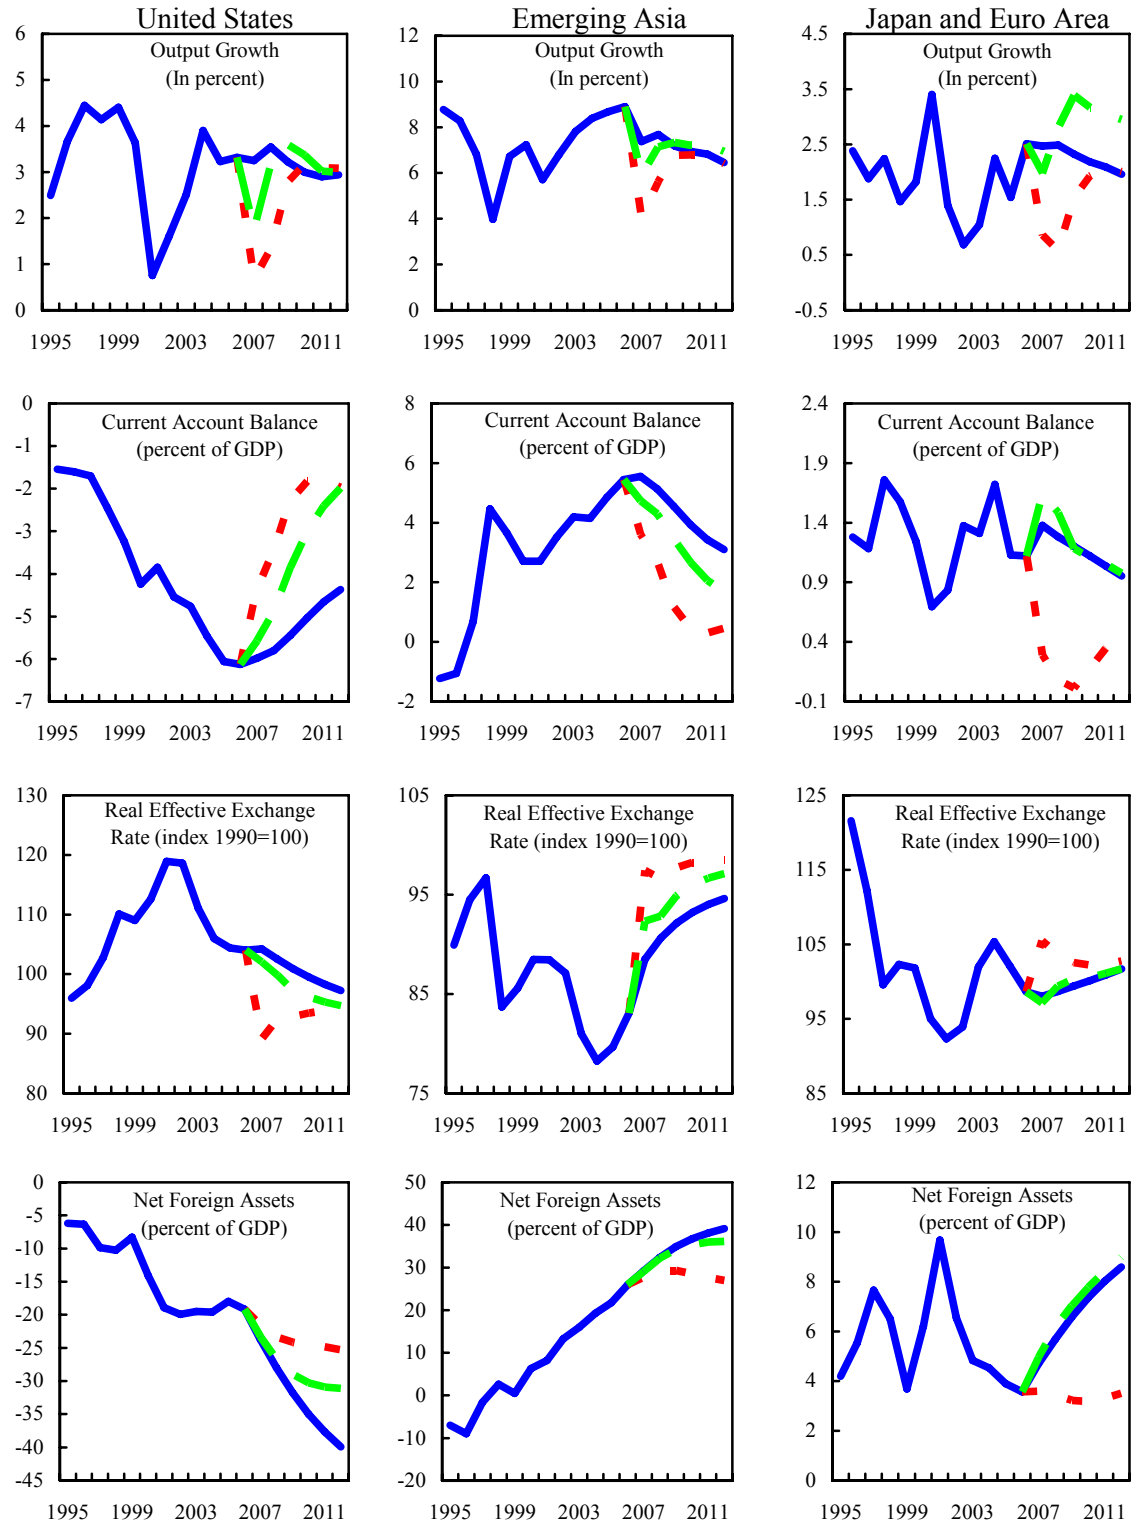 United States
Emerging Asia
Japan and Euro Area
Output Growth
(In percent)
6
5
4
3
2
1
0
1995 1999 2003 2007 2011
Output Growth
(In percent)
12
10
8
6
4
2
0
1995 1999 2003 2007 2011
Output Growth
(In percent)
4.5
3.5
2.5
1.5
0.5
-0.5
1995 1999 2003 2007 2011
Current Account Balance
(percent of GDP)
0
-1
-2
-3
-4
-5
-6
-7
1995 1999 2003 2007 2011
Current Account Balance
(percent of GDP)
8
6
4
2
0
-2
1995 1999 2003 2007 2011
Current Account Balance
(percent of GDP)
2.4
1.9
1.4
0.9
0.4
-0.1
1995 1999 2003 2007 2011
Real Effective Exchange
Rate (index 1990=100)
130
120
110
100
90
80
1995 1999 2003 2007 2011
Real Effective Exchange
Rate (index 1990=100)
105
95
85
75
1995 1999 2003 2007 2011
Real Effective Exchange
Rate (index 1990=100)
125
115
105
95
85
1995 1999 2003 2007 2011
Net Foreign Assets
(percent of GDP)
0
-5
-10
-15
-20
-25
-30
-35
-40
-45
1995 1999 2003 2007 2011
Net Foreign Assets
(percent of GDP)
50
40
30
20
10
0
-10
-20
1995 1999 2003 2007 2011
Net Foreign Assets
(percent of GDP)
12
10
8
6
4
2
0
1995 1999 2003 2007 2011